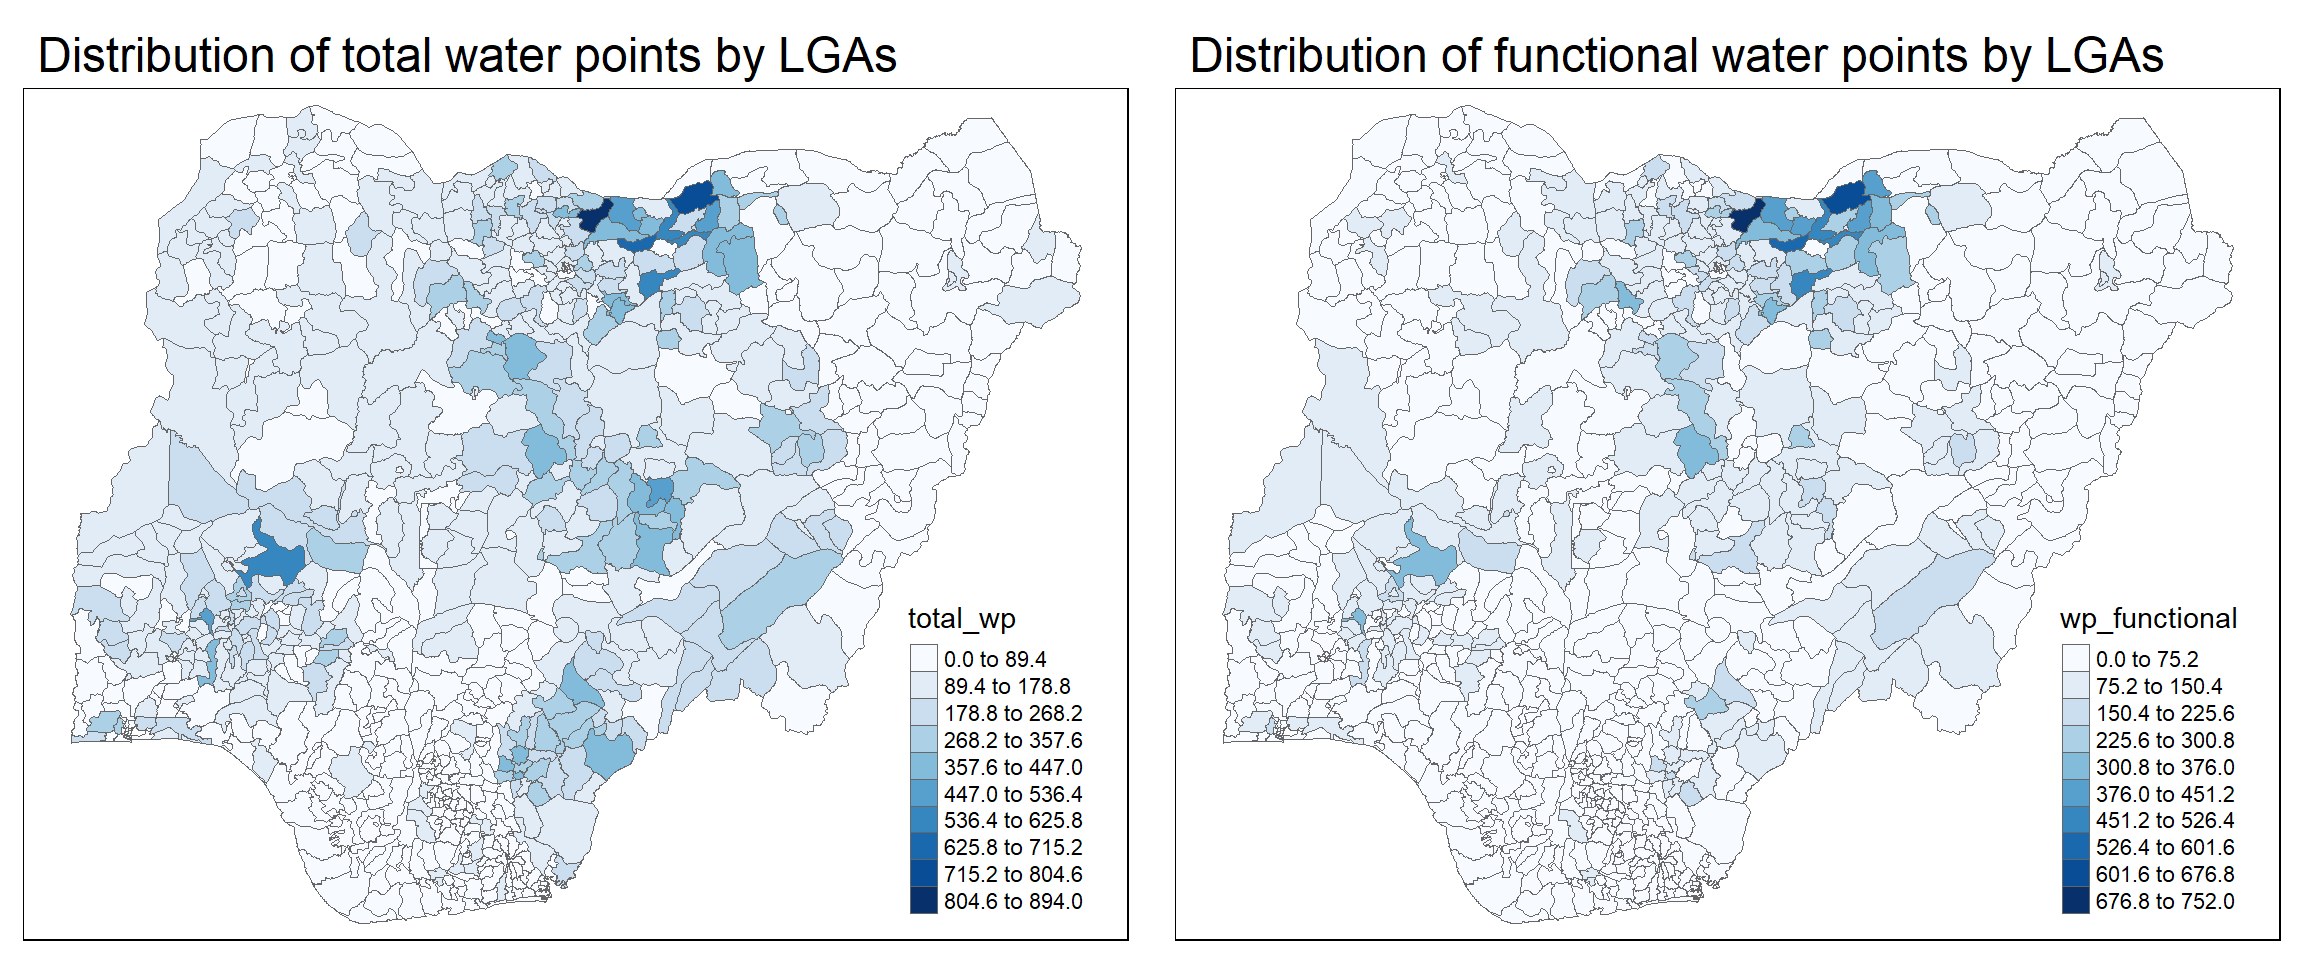 Distribution of total water points by LGAs
total_wp
0.0 to 89.4
89.4 to 178.8
178.8 to 268.2
268.2 to 357.6
357.6 to 447.0
447.0 to 536.4
536.4 to 625.8
625.8 to 715.2
715.2 to 804.6
804.6 to 894.0
Distribution of functional water points by LGAs
wp_functional
0.0 to 75.2
75.2 to 150.4
150.4 to 225.6
225.6 to 300.8
300.8 to 376.0
376.0 to 451.2
451.2 to 526.4
526.4 to 601.6
601.6 to 676.8
676.8 to 752.0